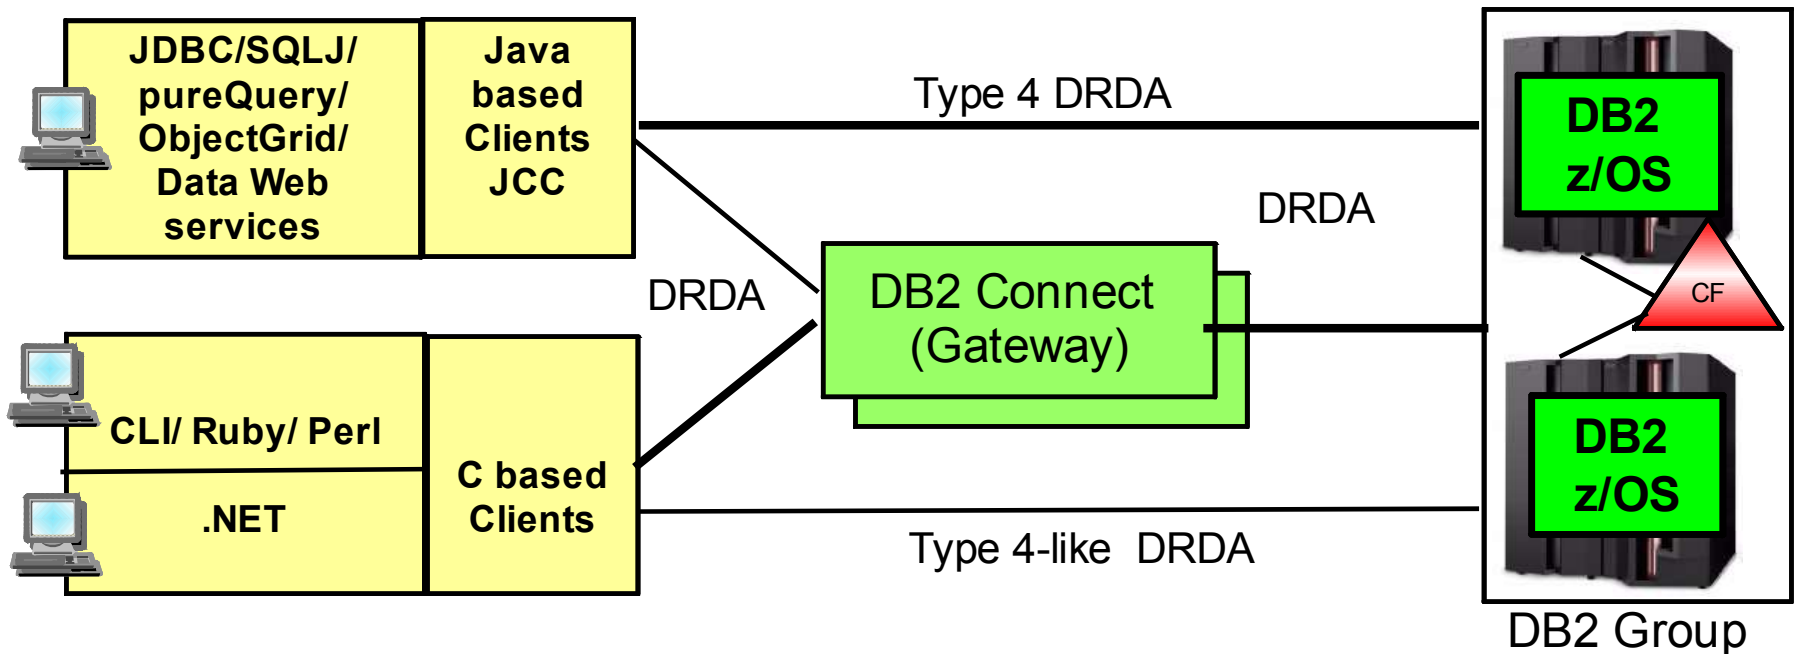 JDBC/SQLJ/
pureQuery/
ObjectGrid/
Data Web
services
Java
based
Clients
JCC
Type 4 DRDA
DB2
z/OS
DRDA
DRDA
DB2 Connect
(Gateway)
CF
CLI/ Ruby/ Perl
.NET
C based
Clients
Type 4-like DRDA
DB2
z/OS
DB2 Group